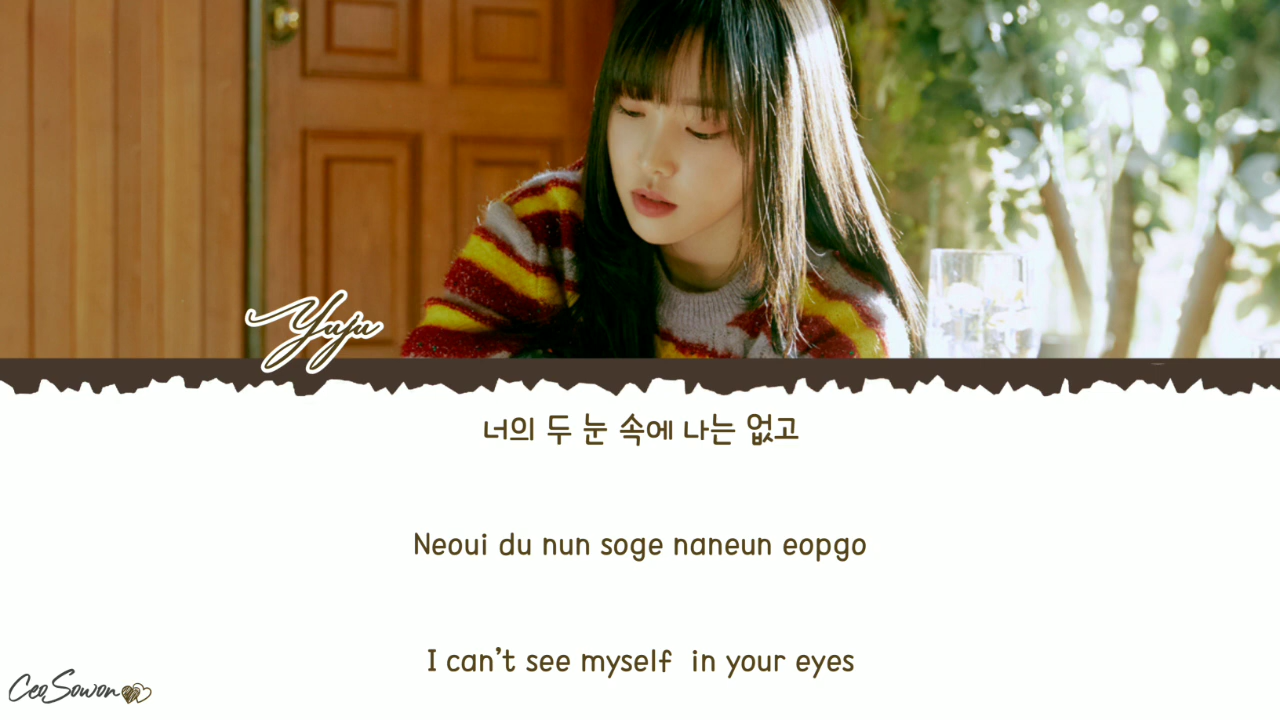 Yuju
너의 두 눈 속에 나는 없고
Neoui du nun soge naneun eopgo
I can't see myself in your eyes
CeoSowon